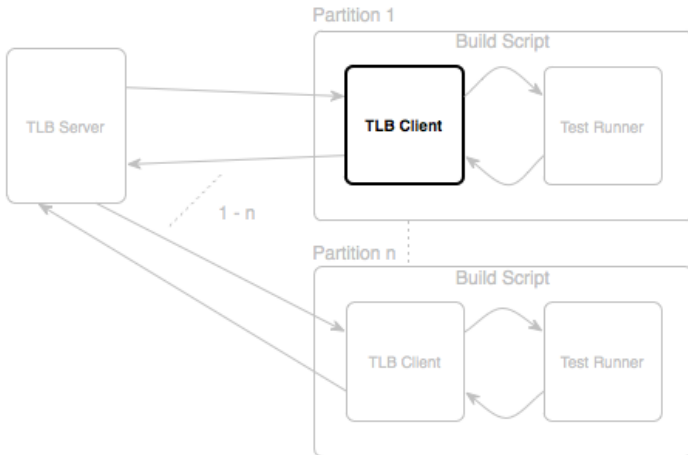 Partition 1
Build Script
TLB Server
TLB Client
Test Runner
1 - n
Partition n
Build Script
TLB Client
Test Runner